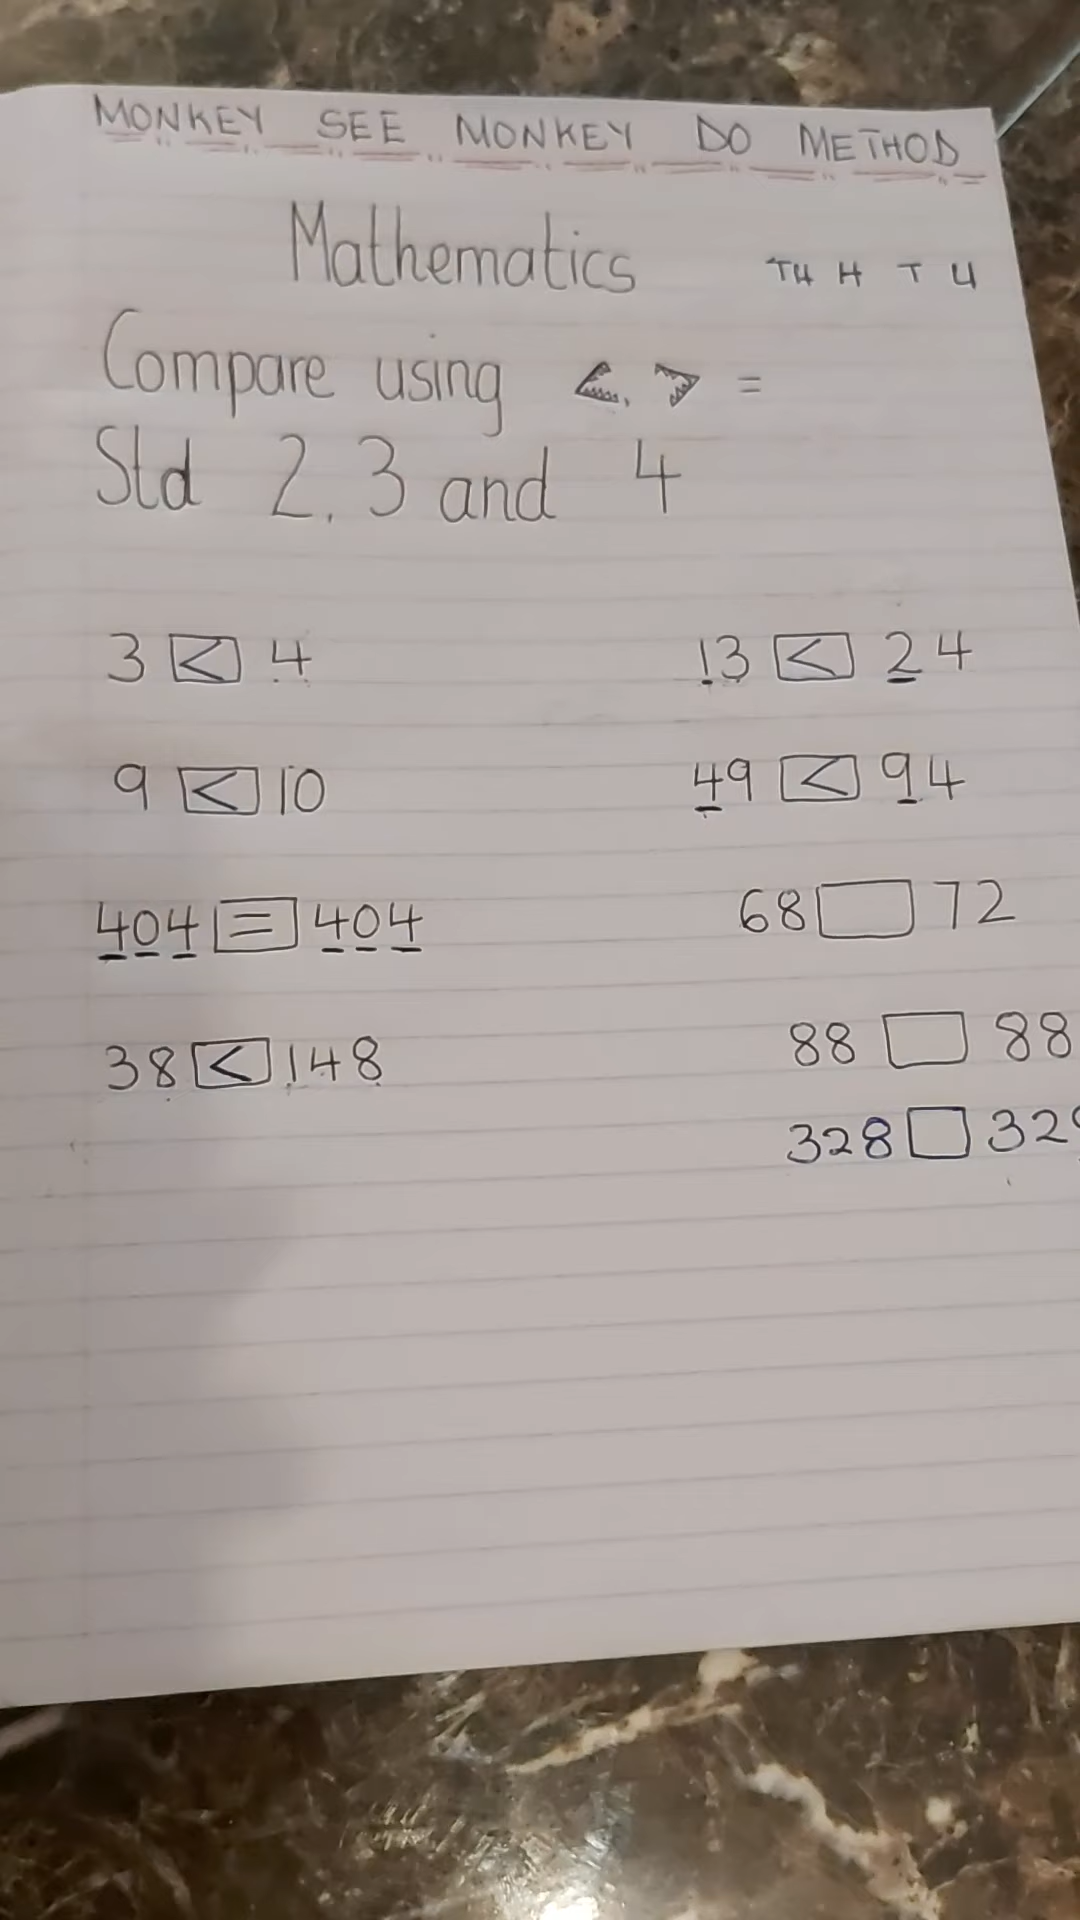 MONKEY SEE MONKEY DO METHOD
Mathematics TH H T U
Compare using <, > =
Std 2, 3 and 4
3 < 4 13 < 24
9 < 10 49 < 94
404 = 404 68 72
38 < 148 88 88
328